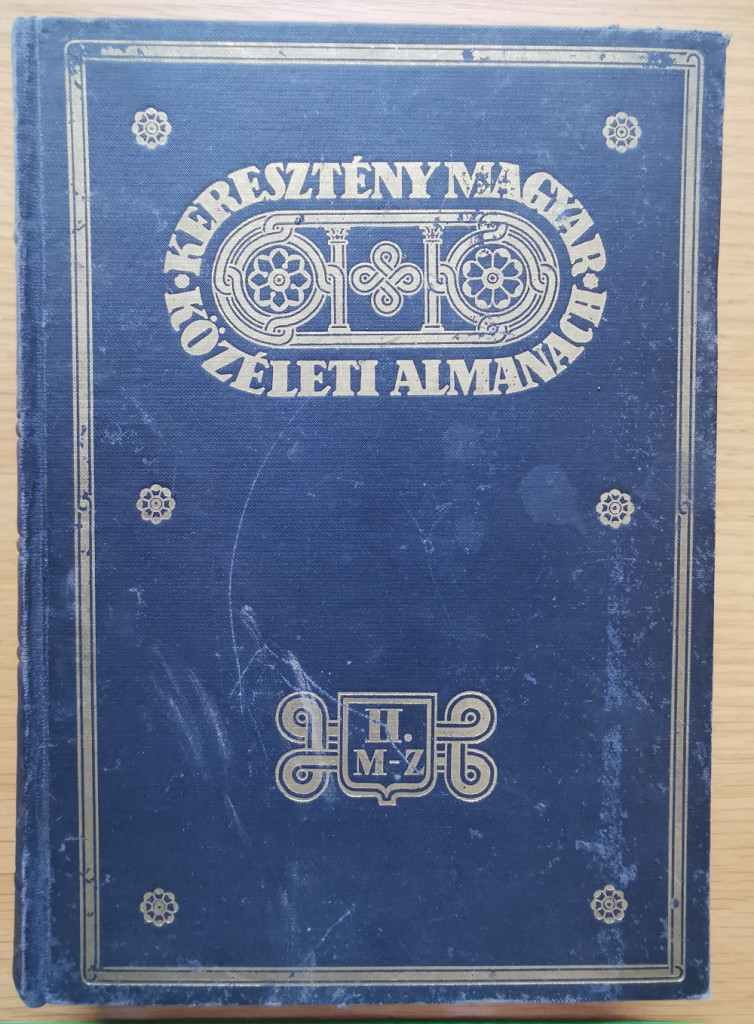 KERESZTÉNY MAGYAR
KÖZÉLETI ALMANACH
II.
M-Z